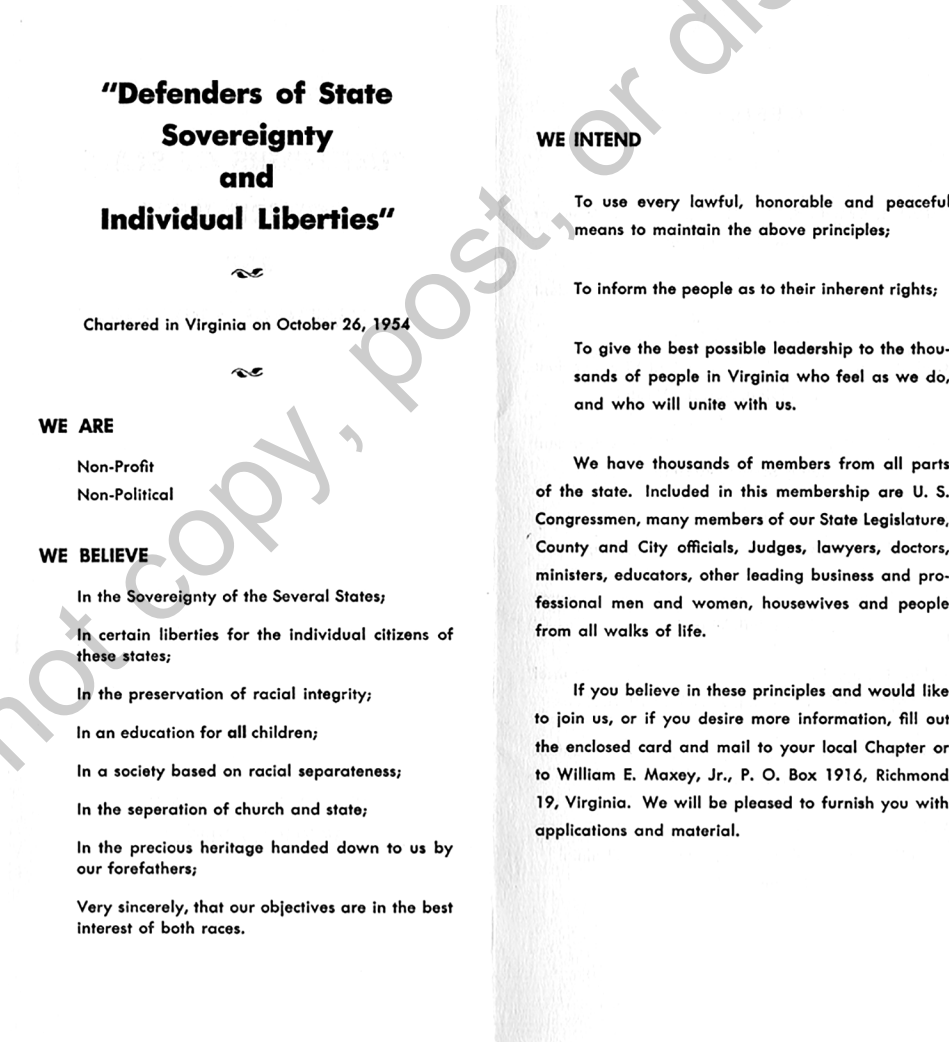 "Defenders of State
Sovereignty
and
Individual Liberties"
Chartered in Virginia on October 26, 1954
WE ARE
Non-Profit
Non-Political
WE BELIEVE
In the Sovereignty of the Several States;
In certain liberties for the individual citizens of
these states;
In the preservation of racial integrity;
In an education for all children;
In a society based on racial separateness;
In the seperation of church and state;
In the precious heritage handed down to us by
our forefathers;
Very sincerely, that our objectives are in the best
interest of both races.
WE INTEND
To use every lawful, honorable and peaceful
means to maintain the above principles;
To inform the people as to their inherent rights;
To give the best possible leadership to the thou-
sands of people in Virginia who feel as we do,
and who will unite with us.
We have thousands of members from all parts
of the state. Included in this membership are U. S.
Congressmen, many members of our State Legislature,
County and City officials, Judges, lawyers, doctors,
ministers, educators, other leading business and pro-
fessional men and women, housewives and people
from all walks of life.
If you believe in these principles and would like
to join us, or if you desire more information, fill out
the enclosed card and mail to your local Chapter or
to William E. Maxey, Jr., P. O. Box 1916, Richmond
19, Virginia. We will be pleased to furnish you with
applications and material.
not copy, post, or dis